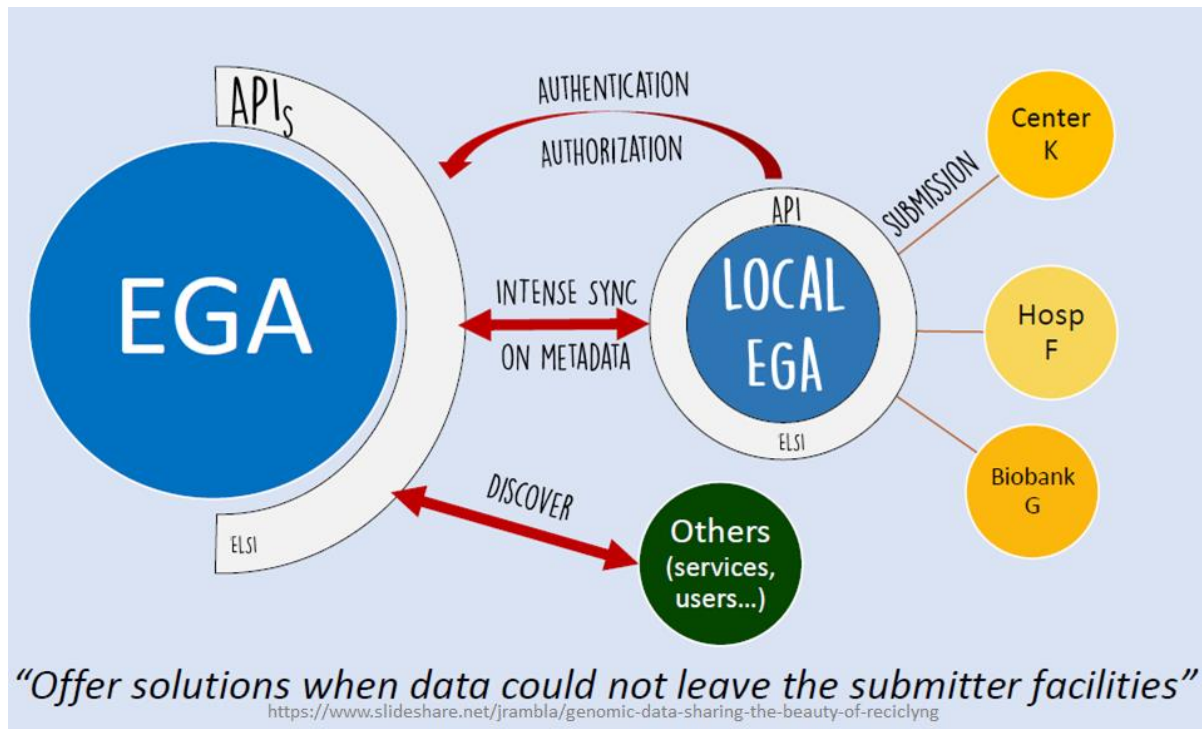 APIs
EGA
ELSI
AUTHENTICATION
AUTHORIZATION
INTENSE SYNC
ON METADATA
DISCOVER
API
LOCAL
EGA
ELSI
SUBMISSION
Center
K
Hosp
F
Biobank
G
Others
(services,
users...)
“Offer solutions when data could not leave the submitter facilities”
https://www.slideshare.net/jrambla/genomic-data-sharing-the-beauty-of-reciclyng